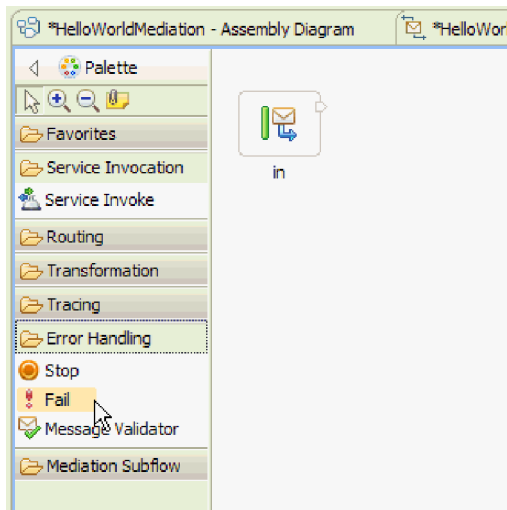 *HelloWorldMediation - Assembly Diagram
*HelloWor
Palette
Favorites
Service Invocation
Service Invoke
Routing
Transformation
Tracing
Error Handling
Stop
Fail
Message Validator
Mediation Subflow
in